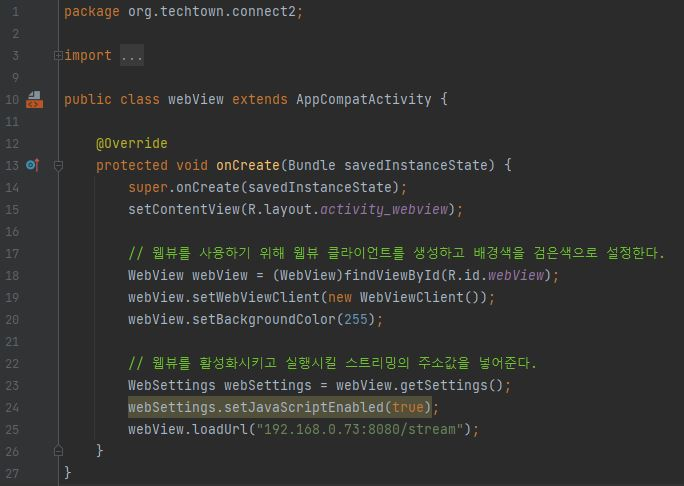 1 package org.techtown.connect2;
2
3 import ...
9
10 public class webView extends AppCompatActivity {
11
12     @Override
13     protected void onCreate(Bundle savedInstanceState) {
14         super.onCreate(savedInstanceState);
15         setContentView(R.layout.activity_webview);
16
17         // 웹뷰를 사용하기 위해 웹뷰 클라이언트를 생성하고 배경색을 검은색으로 설정한다.
18         WebView webView = (WebView)findViewById(R.id.webView);
19         webView.setWebViewClient(new WebViewClient());
20         webView.setBackgroundColor(255);
21
22         // 웹뷰를 활성화시키고 실행시킬 스트리밍의 주소값을 넣어준다.
23         WebSettings webSettings = webView.getSettings();
24         webSettings.setJavaScriptEnabled(true);
25         webView.loadUrl("192.168.0.73:8080/stream");
26     }
27 }